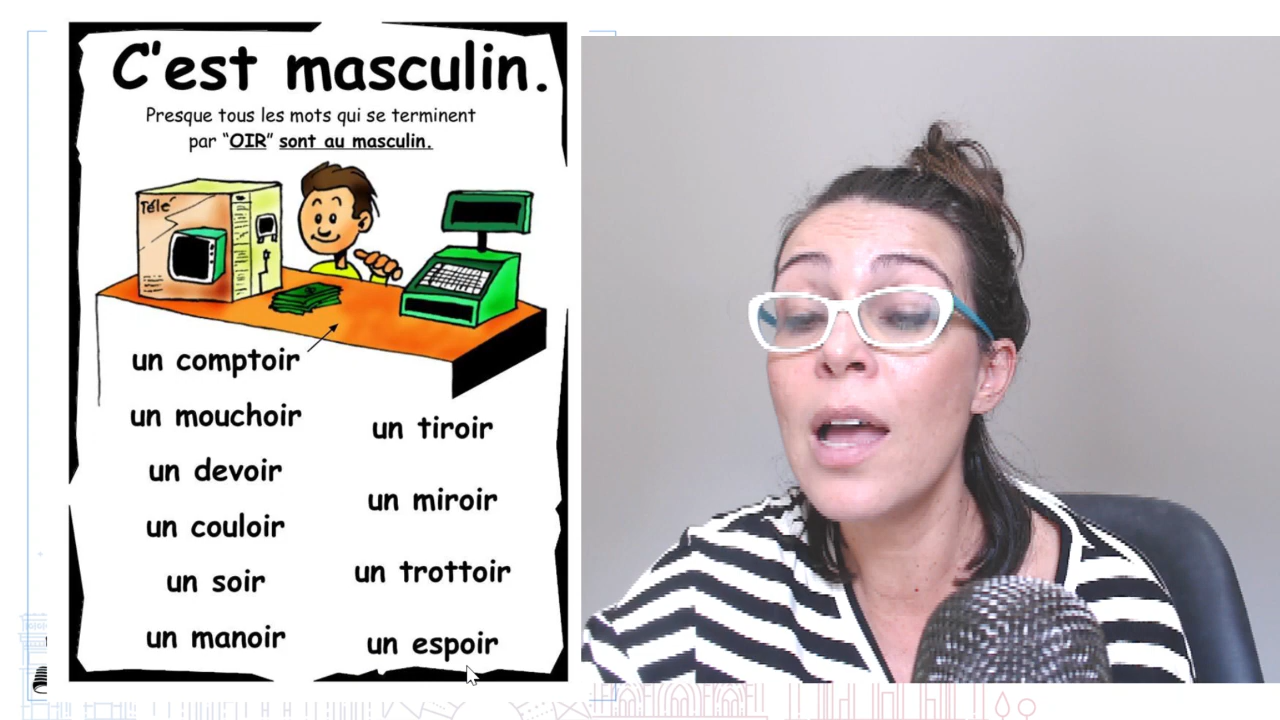 C'est masculin.
Presque tous les mots qui se terminent
par “OIR” sont au masculin.
Télé
un comptoir
un mouchoir
un devoir
un couloir
un soir
un manoir
un tiroir
un miroir
un trottoir
un espoir